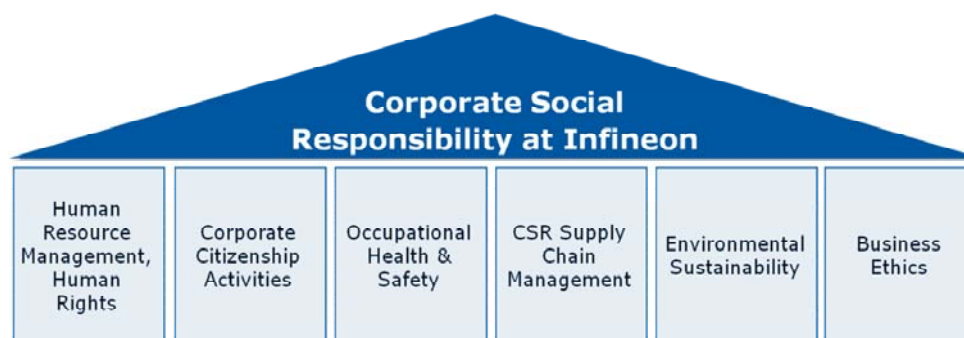 Corporate Social
Responsibility at Infineon
Human
Resource
Management,
Human
Rights
Corporate
Citizenship
Activities
Occupational
Health &
Safety
CSR Supply
Chain
Management
Environmental
Sustainability
Business
Ethics